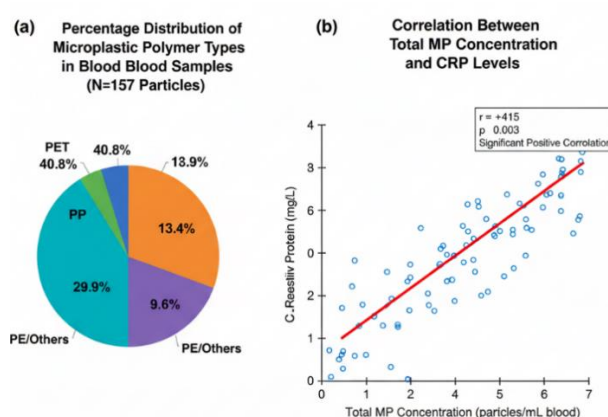 (a)
Percentage Distribution of
Microplastic Polymer Types
in Blood Blood Samples
(N=157 Particles)
PET
40.8%
40.8%
13.9%
PP
13.4%
29.9%
9.6%
PE/Others
PE/Others
(b)
Correlation Between
Total MP Concentration
and CRP Levels
r = +415
p 0.003
Significant Positive Corrolation
C.Reestiiv Protein (mg/L)
4
3
6
0
2
1
0
0
1
2
3
4
5
6
7
Total MP Concentration (paricles/mL blood)